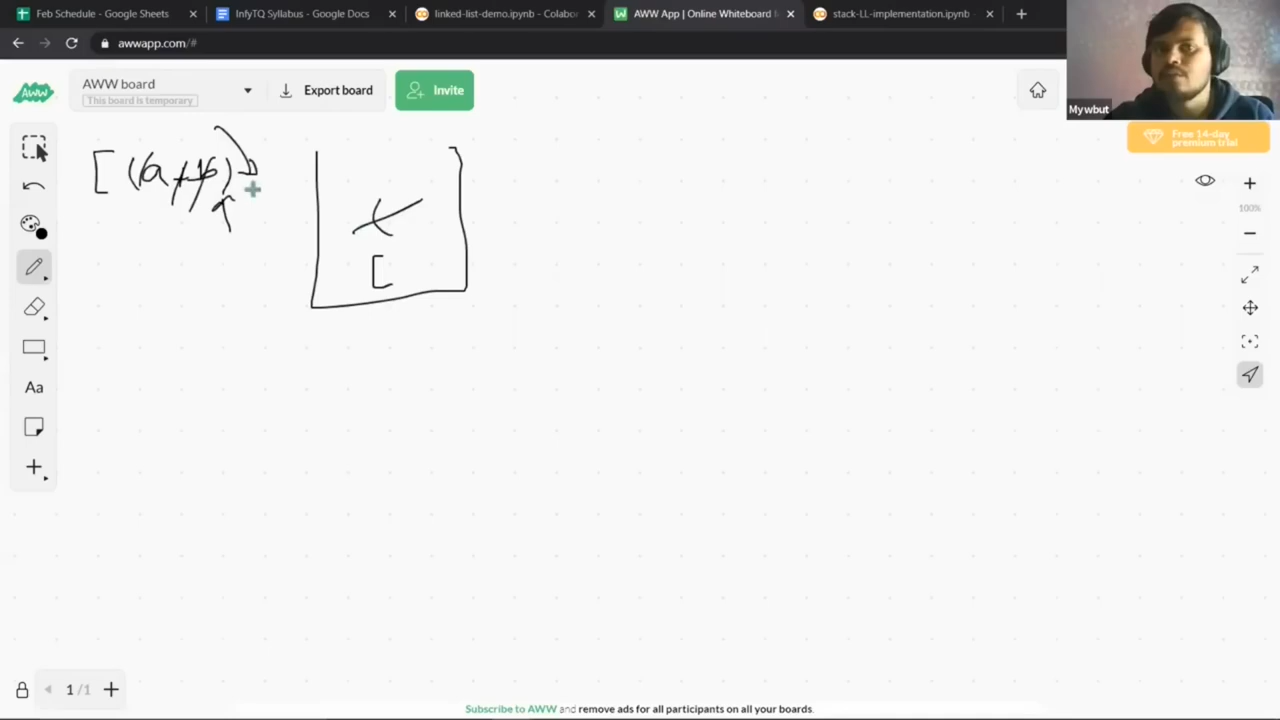 Feb Schedule - Google Sheets
InfyTQ Syllabus - Google Docs
linked-list-demo.ipynb - Colabor
AWW App | Online Whiteboard f
stack-LL-implementation.ipynb -
awwapp.com/#
AWW
AWW board
This board is temporary
Export board
Invite
Mywbut
Free 14-day
premium trial
100%
[ (a + b)
[
Aa
1 / 1
Subscribe to AWW and remove ads for all participants on all your boards.